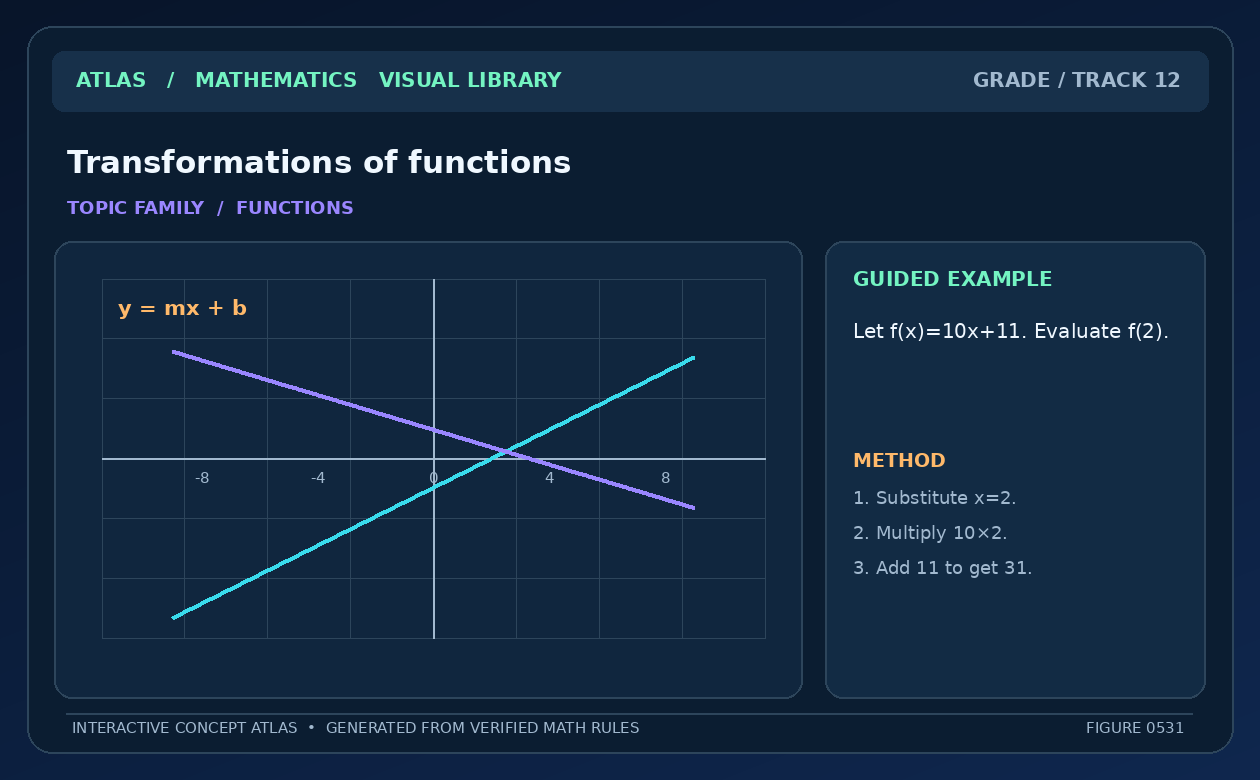 ATLAS / MATHEMATICS VISUAL LIBRARY
GRADE / TRACK 12
Transformations of functions
TOPIC FAMILY / FUNCTIONS
y = mx + b
-8 -4 0 4 8
GUIDED EXAMPLE
Let f(x)=10x+11. Evaluate f(2).
METHOD
1. Substitute x=2.
2. Multiply 10×2.
3. Add 11 to get 31.
INTERACTIVE CONCEPT ATLAS • GENERATED FROM VERIFIED MATH RULES
FIGURE 0531